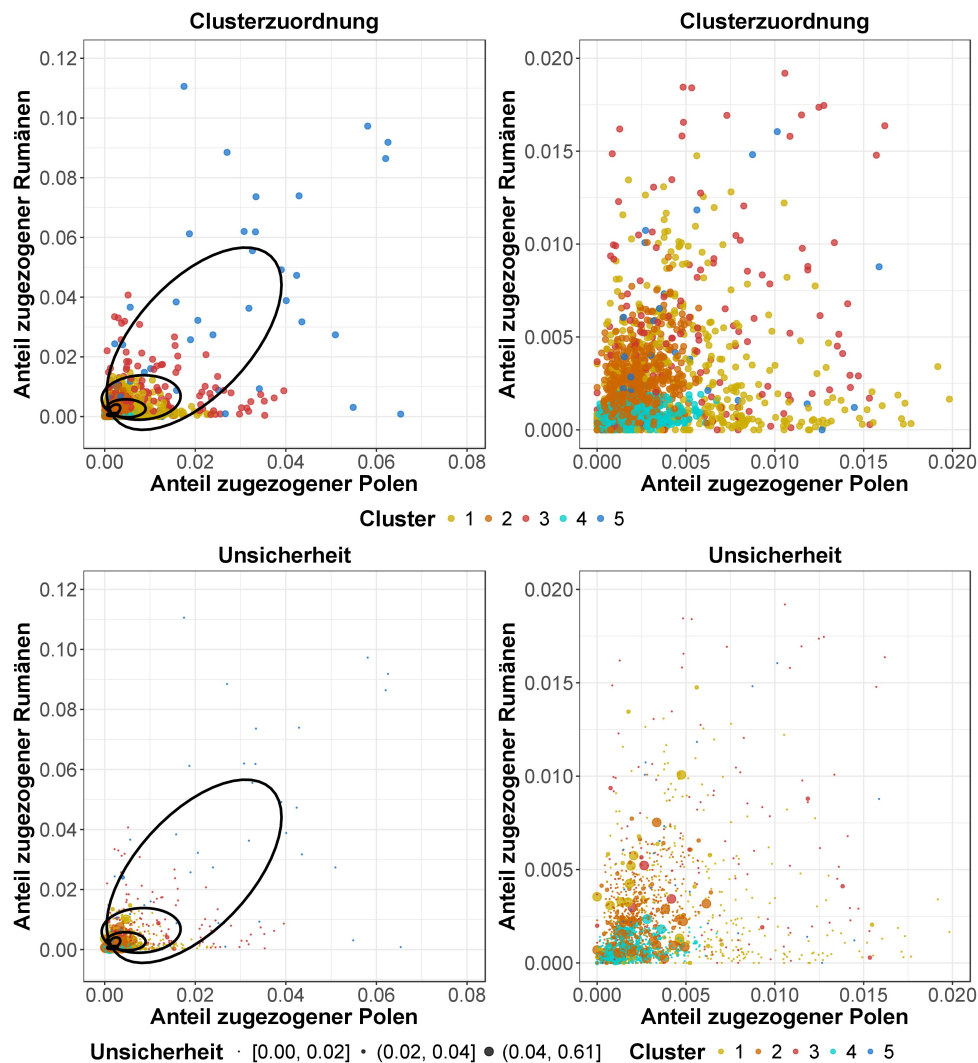 Clusterzuordnung Clusterzuordnung
Anteil zugezogener Rumänen
0.12
0.10
0.08
0.06
0.04
0.02
0.00
0.00 0.02 0.04 0.06 0.08
Anteil zugezogener Polen
Anteil zugezogener Rumänen
0.020
0.015
0.010
0.005
0.000
0.000 0.005 0.010 0.015 0.020
Anteil zugezogener Polen
Cluster 1 2 3 4 5
Unsicherheit Unsicherheit
Anteil zugezogener Rumänen
0.12
0.10
0.08
0.06
0.04
0.02
0.00
0.00 0.02 0.04 0.06 0.08
Anteil zugezogener Polen
Anteil zugezogener Rumänen
0.020
0.015
0.010
0.005
0.000
0.000 0.005 0.010 0.015 0.020
Anteil zugezogener Polen
Unsicherheit [0.00, 0.02] (0.02, 0.04] (0.04, 0.61] Cluster 1 2 3 4 5